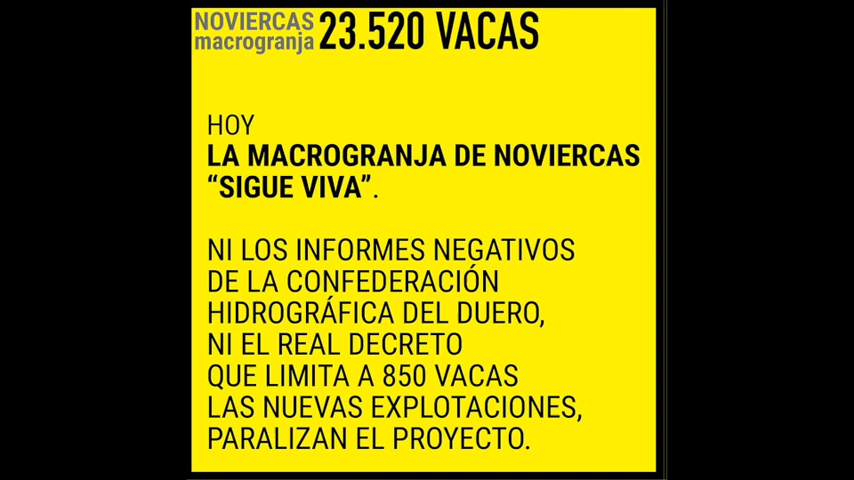 NOVIERCAS
macrogranja 23.520 VACAS
HOY
LA MACROGRANJA DE NOVIERCAS
“SIGUE VIVA”.
NI LOS INFORMES NEGATIVOS
DE LA CONFEDERACIÓN
HIDROGRÁFICA DEL DUERO,
NI EL REAL DECRETO
QUE LIMITA A 850 VACAS
LAS NUEVAS EXPLOTACIONES,
PARALIZAN EL PROYECTO.